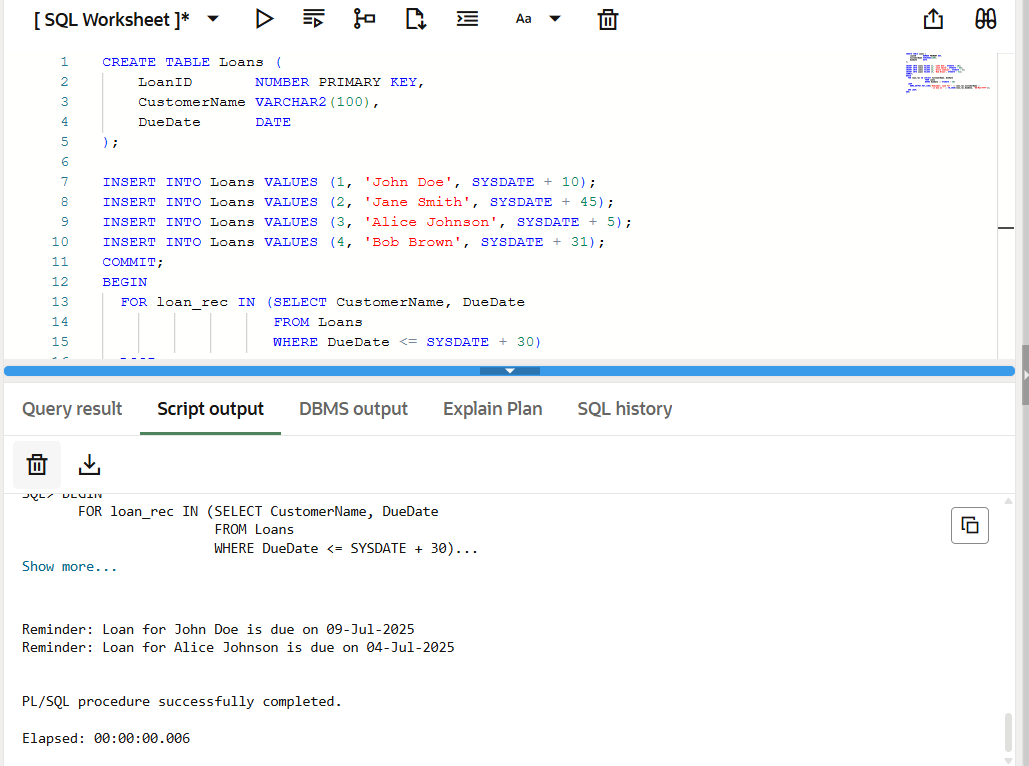 [ SQL Worksheet ]*
Aa
1 CREATE TABLE Loans (
2     LoanID       NUMBER PRIMARY KEY,
3     CustomerName VARCHAR2(100),
4     DueDate      DATE
5 );
6
7 INSERT INTO Loans VALUES (1, 'John Doe', SYSDATE + 10);
8 INSERT INTO Loans VALUES (2, 'Jane Smith', SYSDATE + 45);
9 INSERT INTO Loans VALUES (3, 'Alice Johnson', SYSDATE + 5);
10 INSERT INTO Loans VALUES (4, 'Bob Brown', SYSDATE + 31);
11 COMMIT;
12 BEGIN
13   FOR loan_rec IN (SELECT CustomerName, DueDate
14                    FROM Loans
15                    WHERE DueDate <= SYSDATE + 30)
Query result Script output DBMS output Explain Plan SQL history
SQL> BEGIN
FOR loan_rec IN (SELECT CustomerName, DueDate
FROM Loans
WHERE DueDate <= SYSDATE + 30)...
Show more...
Reminder: Loan for John Doe is due on 09-Jul-2025
Reminder: Loan for Alice Johnson is due on 04-Jul-2025
PL/SQL procedure successfully completed.
Elapsed: 00:00:00.006